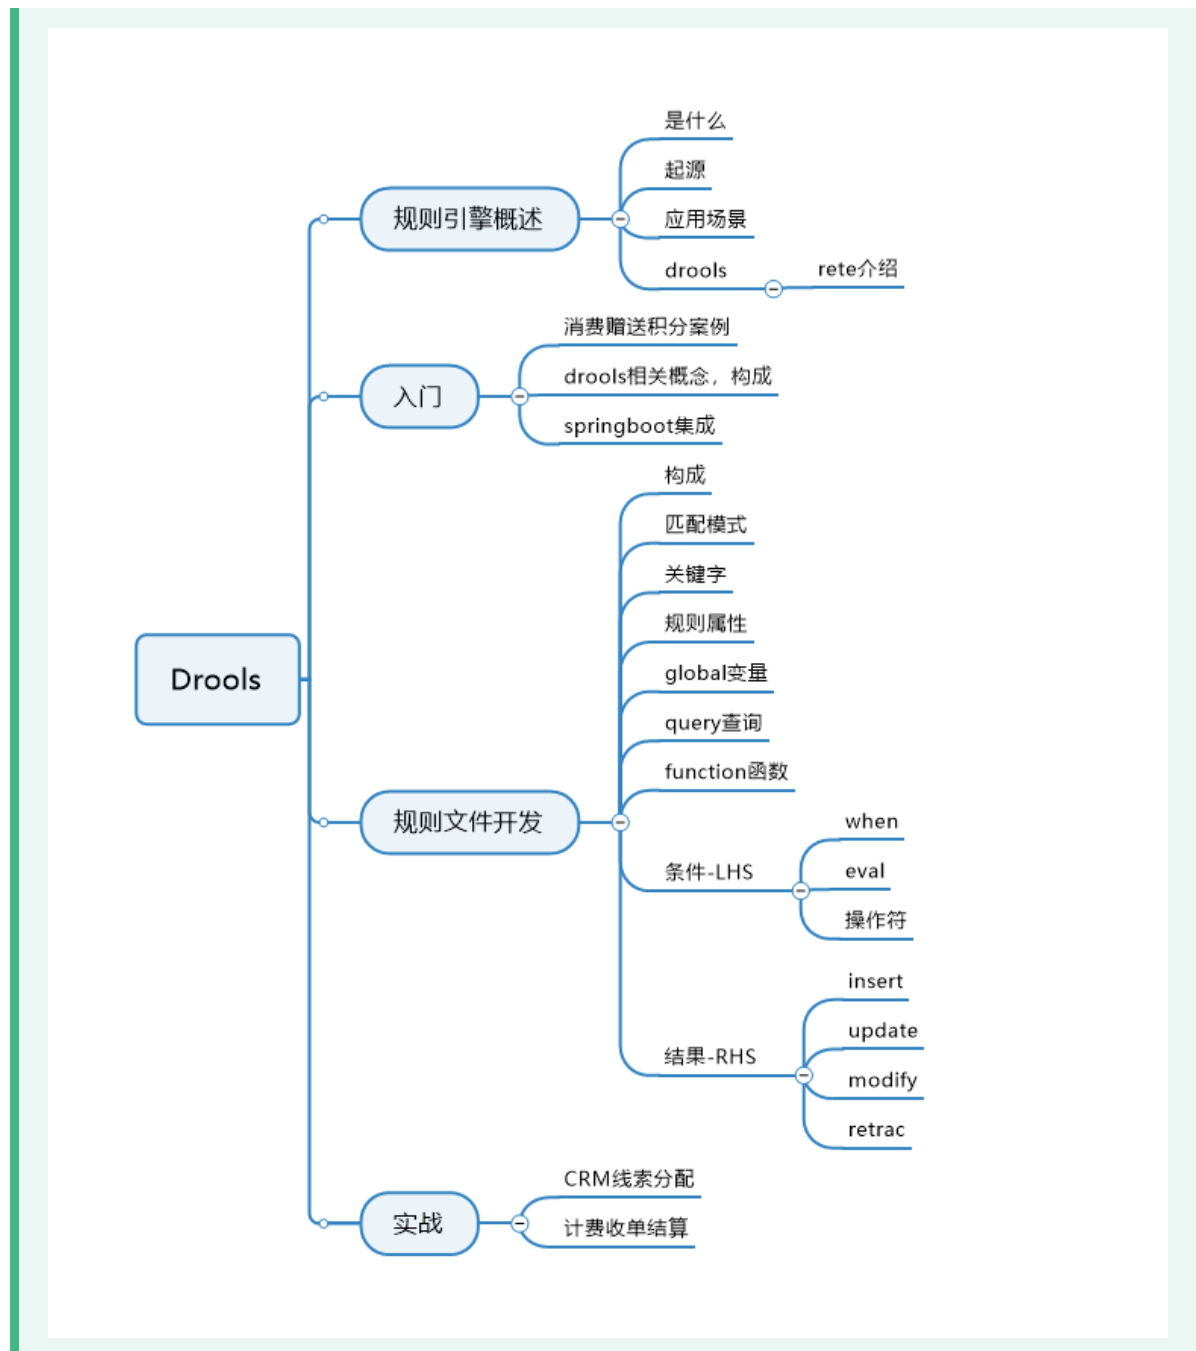 是什么
起源
规则引擎概述
应用场景
drools
rete介绍
消费赠送积分案例
drools相关概念，构成
入门
springboot集成
构成
匹配模式
关键字
规则属性
Drools
global变量
query查询
function函数
规则文件开发
when
条件-LHS
eval
操作符
insert
update
结果-RHS
modify
retrac
CRM线索分配
实战
计费收单结算